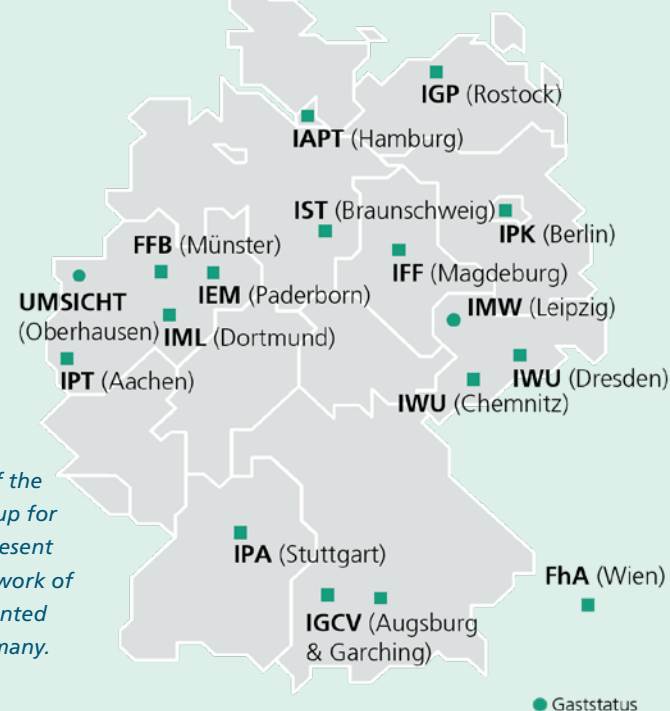 IGP (Rostock)
IAPT (Hamburg)
IST (Braunschweig)
IPK (Berlin)
FFB (Münster)
IFF (Magdeburg)
IEM (Paderborn)
UMSICHT
(Oberhausen)
IMW (Leipzig)
IML (Dortmund)
IPT (Aachen)
IWU (Dresden)
IWU (Chemnitz)
of the
up for
esent
work of
nted
many.
IPA (Stuttgart)
FhA (Wien)
IGCV (Augsburg
& Garching)
Gaststatus